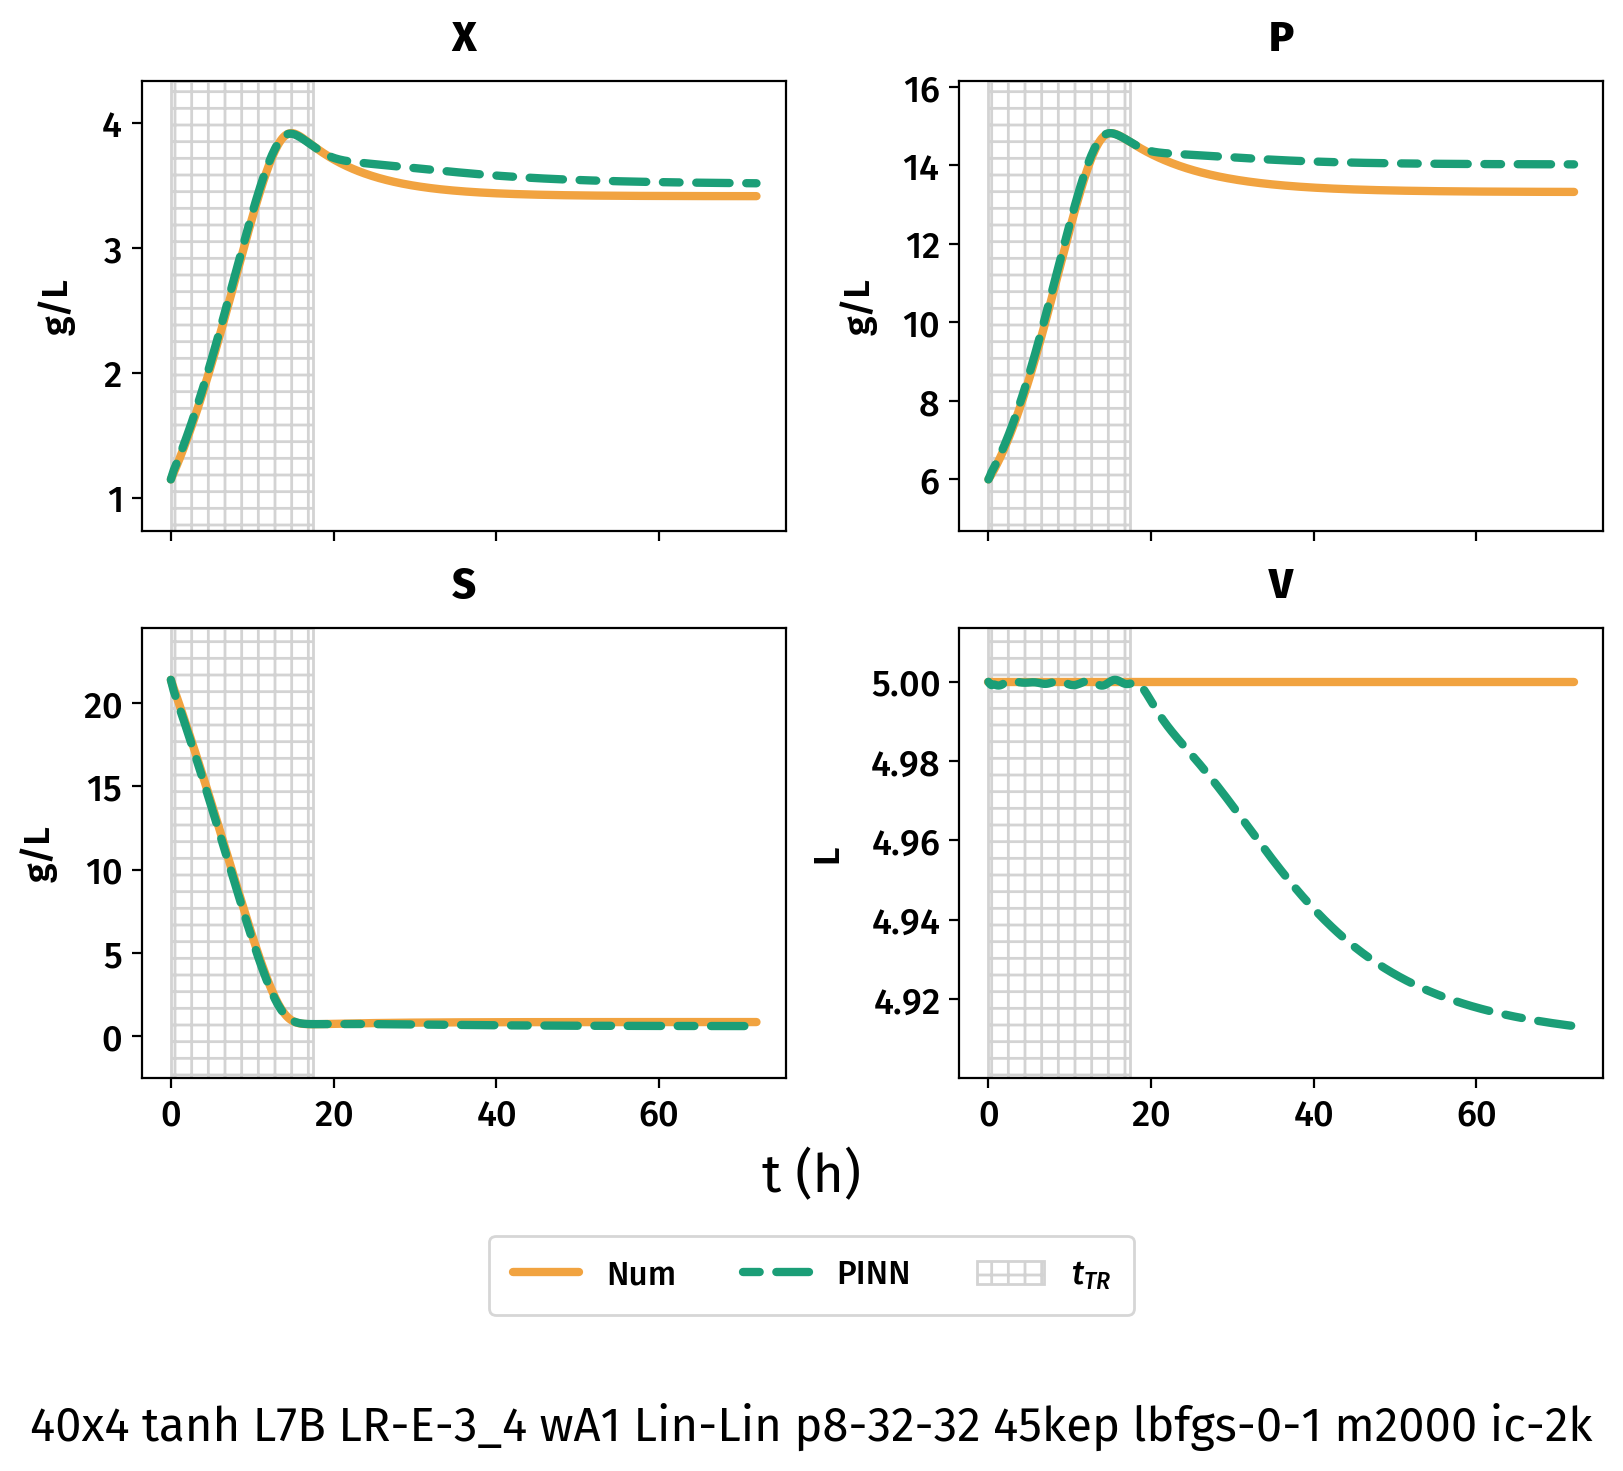 X
P
4
3
2
1
g/L
16
14
12
10
8
6
g/L
S
V
20
15
10
5
0
g/L
5.00
4.98
4.96
4.94
4.92
L
0 20 40 60
0 20 40 60
t (h)
Num PINN t_TR
40x4 tanh L7B LR-E-3_4 wA1 Lin-Lin p8-32-32 45kep lbfgs-0-1 m2000 ic-2k